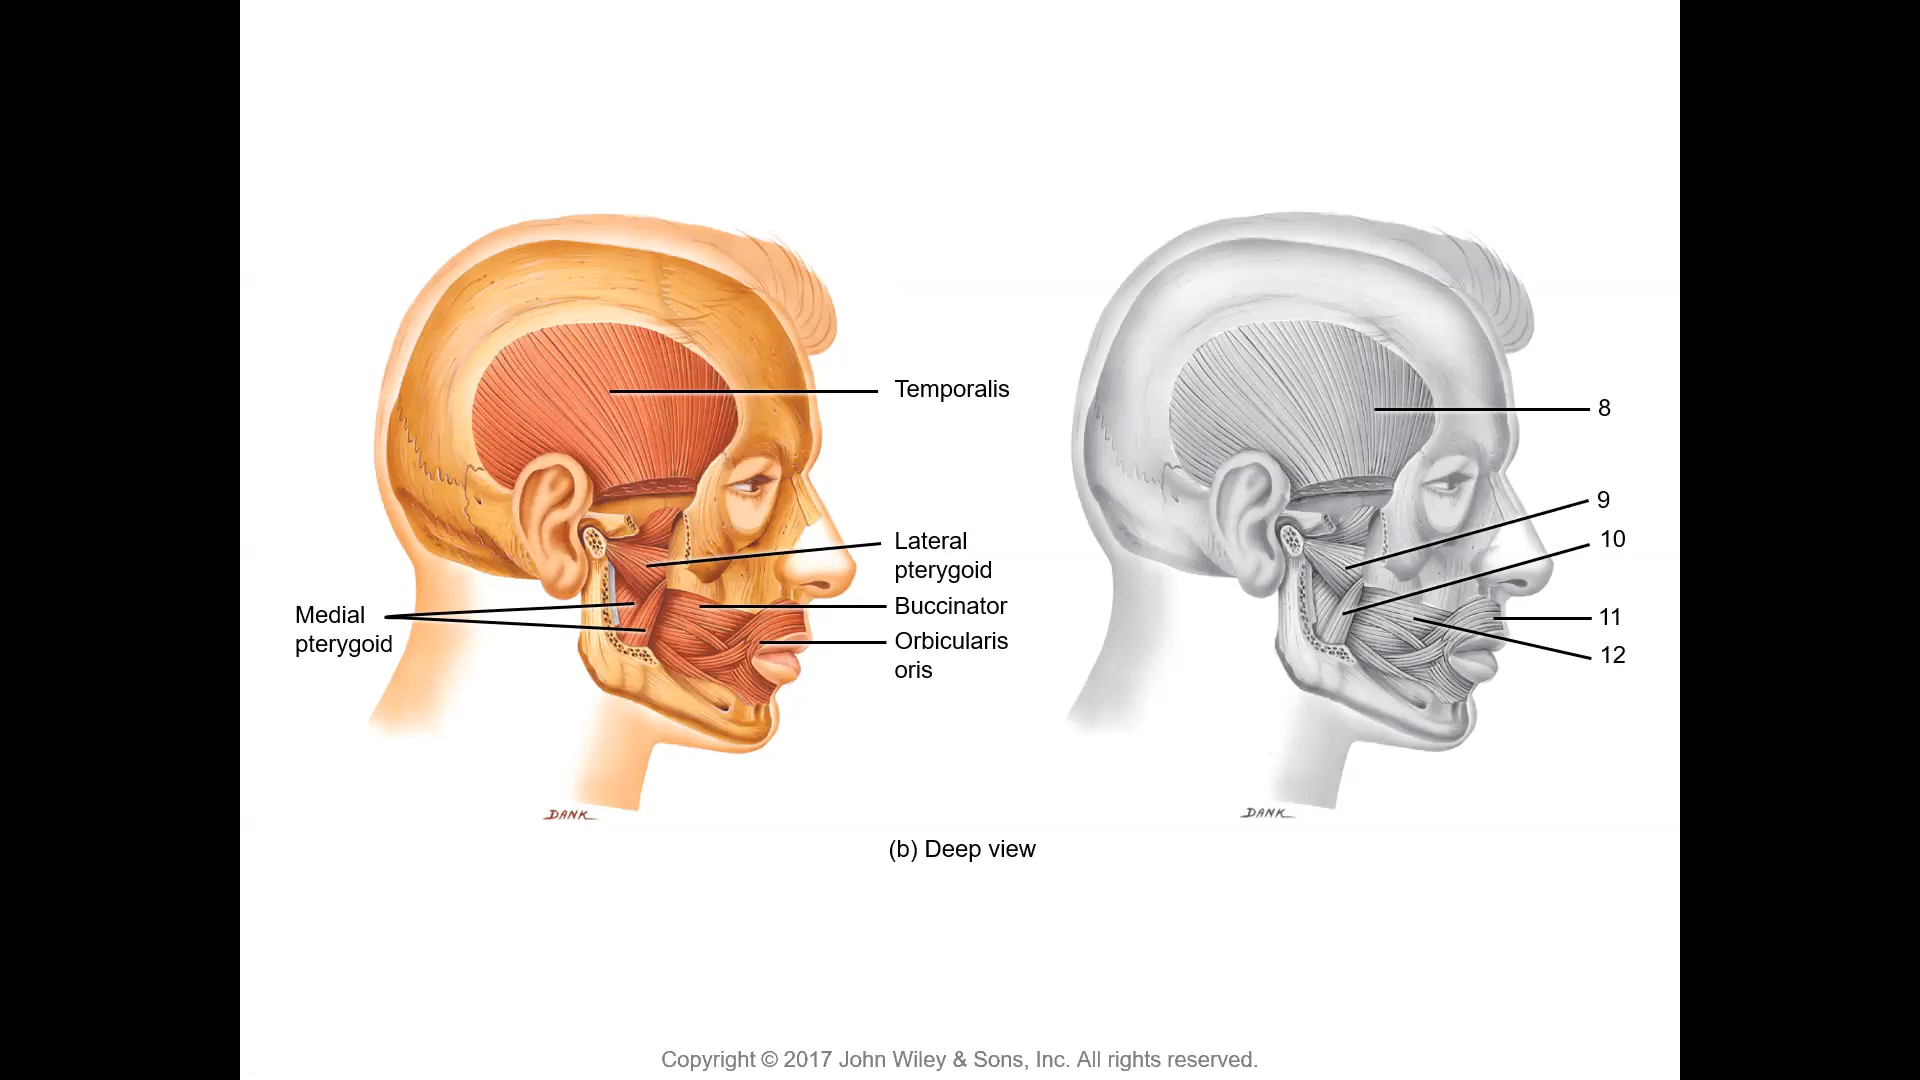 Temporalis
Lateral
pterygoid
Medial
pterygoid
Buccinator
Orbicularis
oris
DANK
8
9
10
11
12
DANK
(b) Deep view
Copyright © 2017 John Wiley & Sons, Inc. All rights reserved.